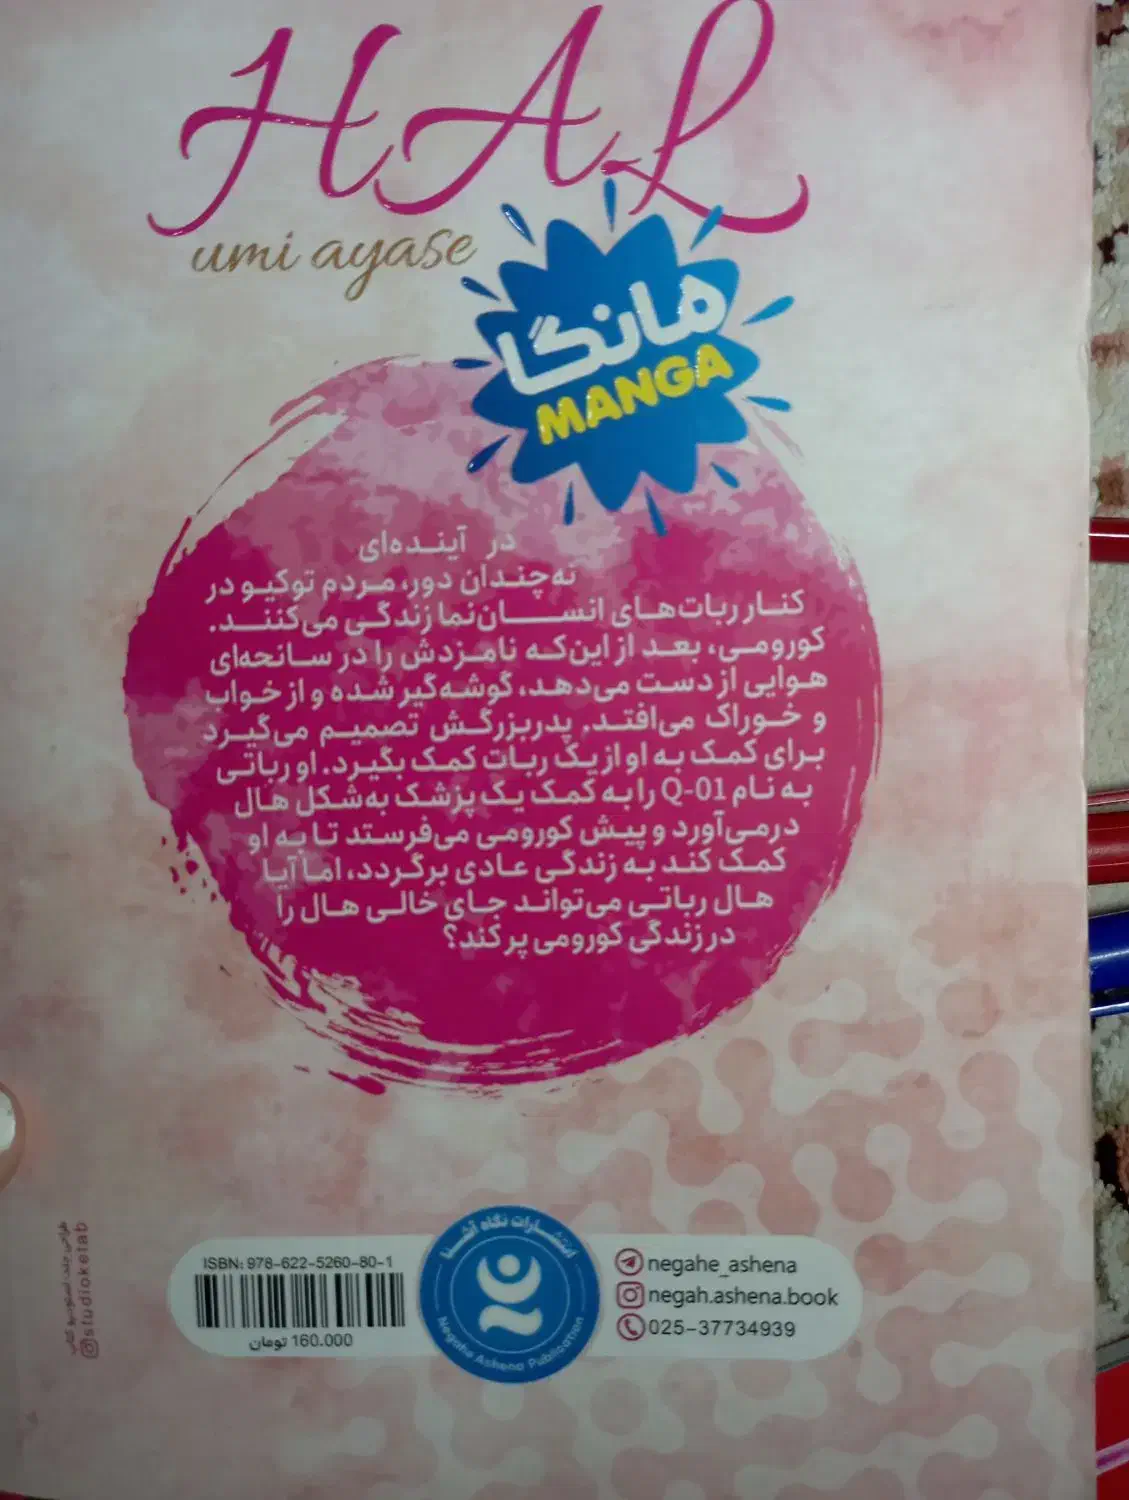 HAL
umi ayase
مانگا
MANGA
در آینده‌ای
نه‌چندان دور، مردم توکیو در
کنار ربات‌های انسان‌نما زندگی می‌کنند.
کورومی، بعد از این‌که نامزدش را در سانحه‌ای
هوایی از دست می‌دهد، گوشه‌گیر شده و از خواب
و خوراک می‌افتد. پدربزرگش تصمیم می‌گیرد
برای کمک به او از یک ربات کمک بگیرد. او رباتی
به نام Q-01 را به کمک یک پزشک به‌شکل هال
درمی‌آورد و پیش کورومی می‌فرستد تا به او
کمک کند به زندگی عادی برگردد، اما آیا
هال رباتی می‌تواند جای خالی هال را
در زندگی کورومی پر کند؟
طراحی جلد: استودیو کتاب
@studioketab
ISBN: 978-622-5260-80-1
160.000 تومان
انتشارات نگاه آشنا
Negahe Ashena Publication
negahe_ashena
negah.ashena.book
025-37734939